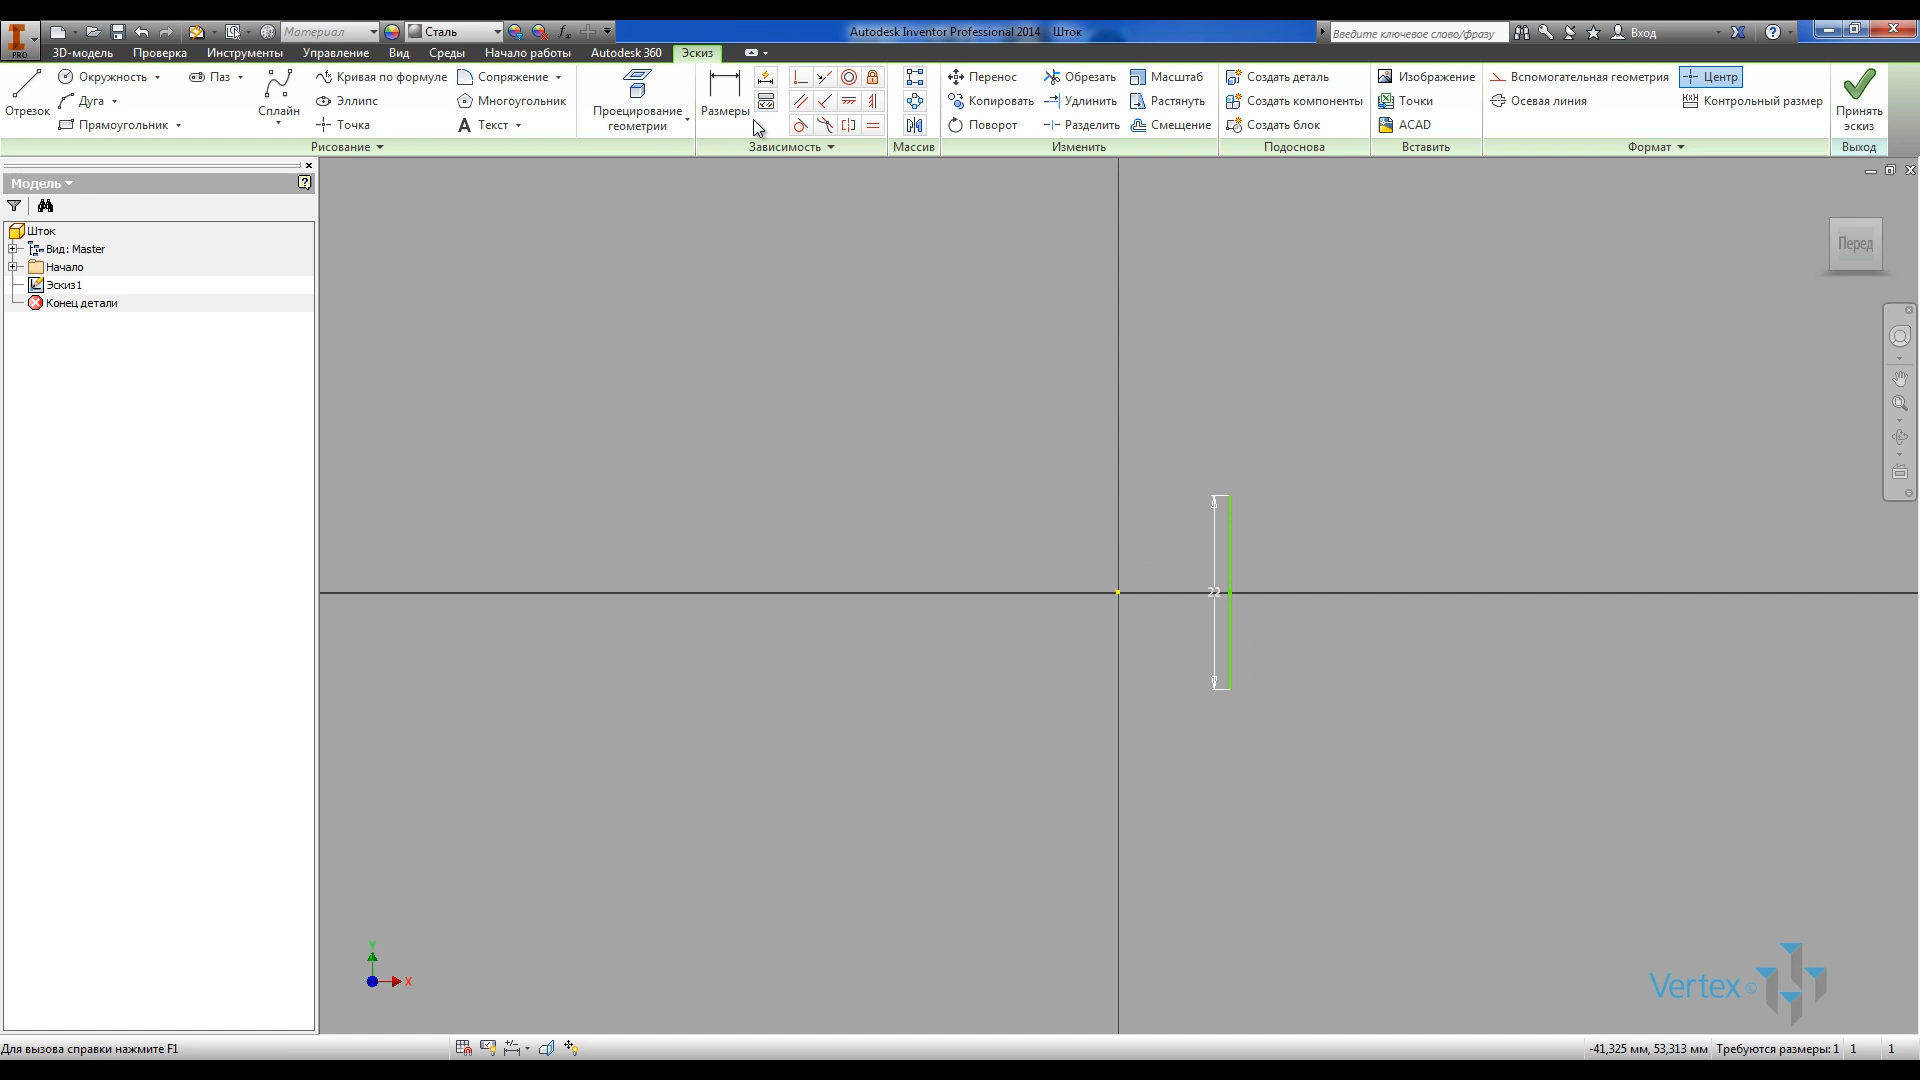 Материал
Сталь
Autodesk Inventor Professional 2014 Шток
Введите ключевое слово/фразу
Вход
PRO
3D-модель Проверка Инструменты Управление Вид Среды Начало работы Autodesk 360 Эскиз
Отрезок
Окружность
Дуга
Прямоугольник
Паз
Сплайн
Кривая по формуле
Эллипс
Точка
Сопряжение
Многоугольник
Текст
Проецирование
геометрии
Размеры
Перенос
Копировать
Поворот
Обрезать
Удлинить
Разделить
Масштаб
Растянуть
Смещение
Создать деталь
Создать компоненты
Создать блок
Изображение
Точки
ACAD
Вспомогательная геометрия
Осевая линия
Центр
Контрольный размер
Принять
эскиз
Рисование Зависимость Массив Изменить Подоснова Вставить Формат Выход
Модель
Шток
Вид: Master
Начало
Эскиз1
Конец детали
Перед
22
Y
X
Vertex©
Для вызова справки нажмите F1
-41,325 мм, 53,313 мм Требуются размеры: 1 1 1